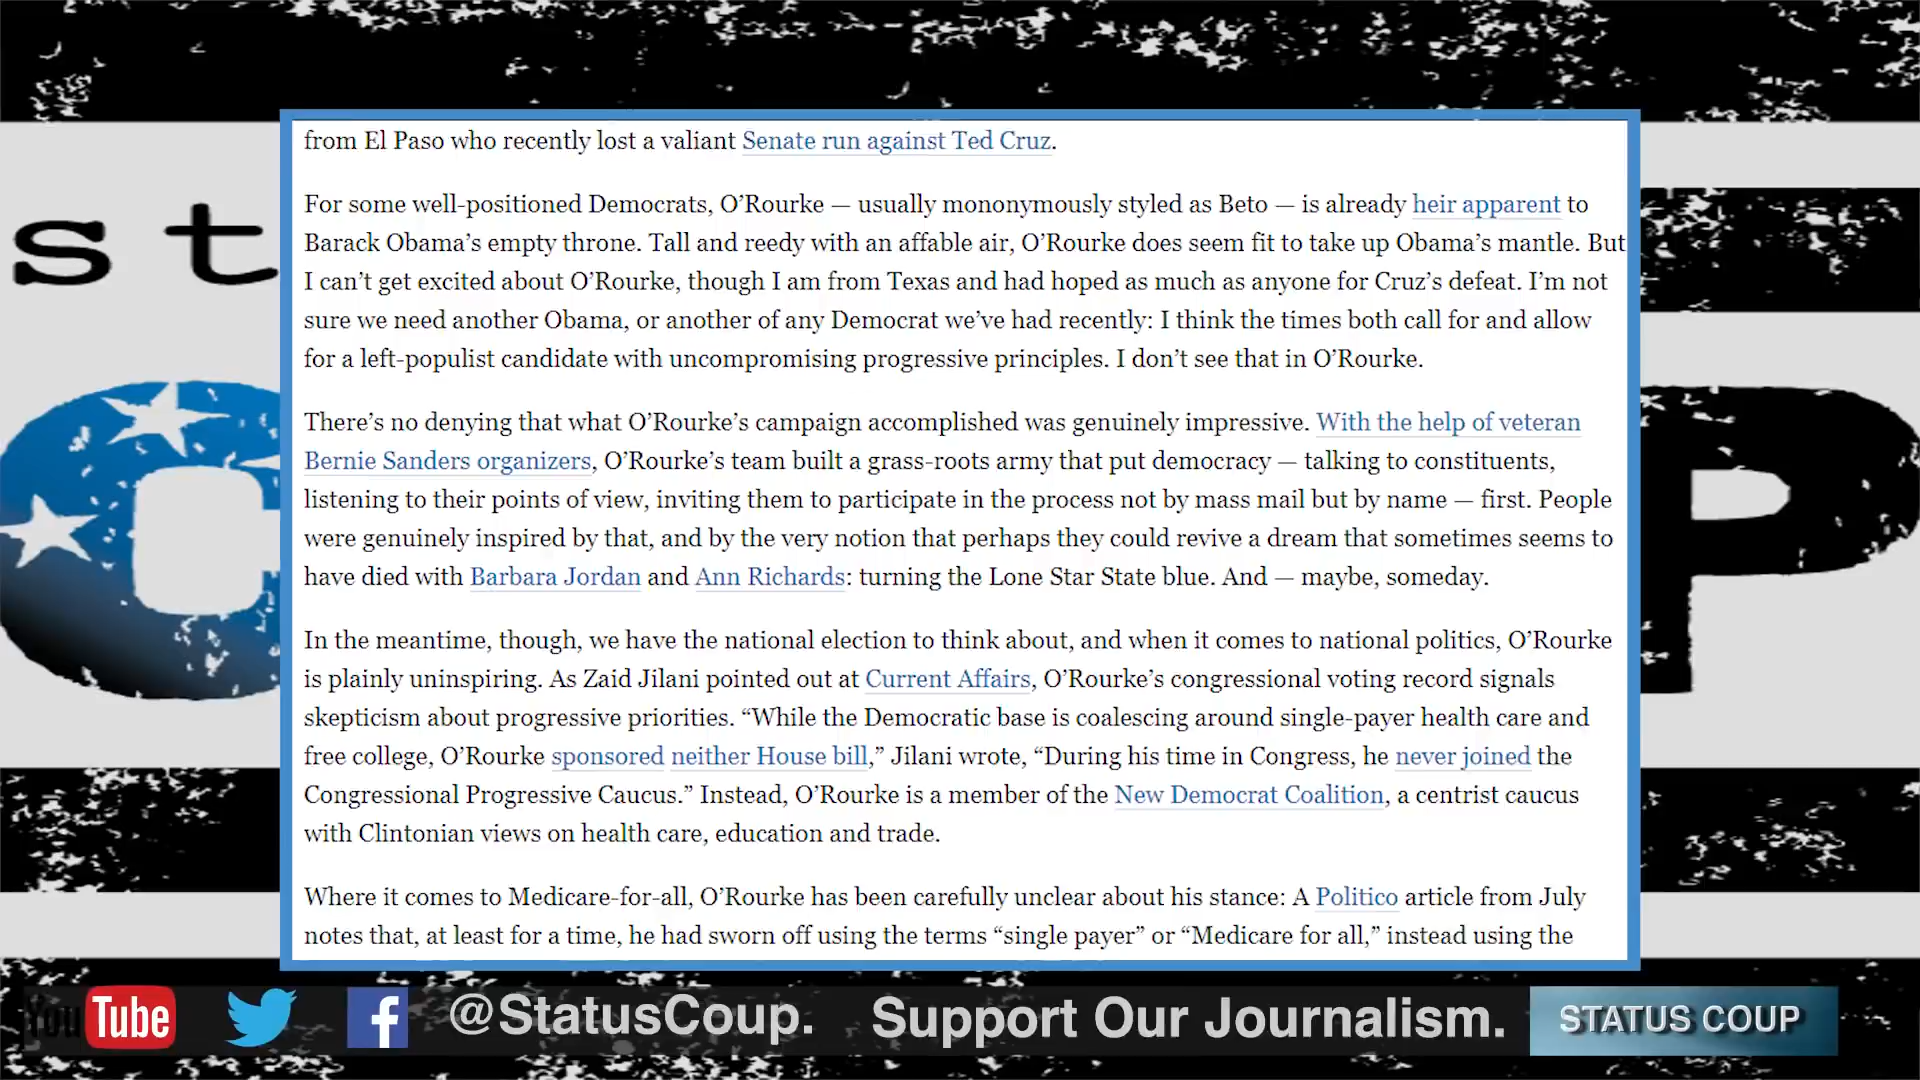 from El Paso who recently lost a valiant Senate run against Ted Cruz.
For some well-positioned Democrats, O’Rourke — usually mononymously styled as Beto — is already heir apparent to
Barack Obama’s empty throne. Tall and reedy with an affable air, O’Rourke does seem fit to take up Obama’s mantle. But
I can’t get excited about O’Rourke, though I am from Texas and had hoped as much as anyone for Cruz’s defeat. I’m not
sure we need another Obama, or another of any Democrat we’ve had recently: I think the times both call for and allow
for a left-populist candidate with uncompromising progressive principles. I don’t see that in O’Rourke.
There’s no denying that what O’Rourke’s campaign accomplished was genuinely impressive. With the help of veteran
Bernie Sanders organizers, O’Rourke’s team built a grass-roots army that put democracy — talking to constituents,
listening to their points of view, inviting them to participate in the process not by mass mail but by name — first. People
were genuinely inspired by that, and by the very notion that perhaps they could revive a dream that sometimes seems to
have died with Barbara Jordan and Ann Richards: turning the Lone Star State blue. And — maybe, someday.
In the meantime, though, we have the national election to think about, and when it comes to national politics, O’Rourke
is plainly uninspiring. As Zaid Jilani pointed out at Current Affairs, O’Rourke’s congressional voting record signals
skepticism about progressive priorities. “While the Democratic base is coalescing around single-payer health care and
free college, O’Rourke sponsored neither House bill,” Jilani wrote, “During his time in Congress, he never joined the
Congressional Progressive Caucus.” Instead, O’Rourke is a member of the New Democrat Coalition, a centrist caucus
with Clintonian views on health care, education and trade.
Where it comes to Medicare-for-all, O’Rourke has been carefully unclear about his stance: A Politico article from July
notes that, at least for a time, he had sworn off using the terms “single payer” or “Medicare for all,” instead using the
st
C P
YouTube f @StatusCoup. Support Our Journalism. STATUS COUP